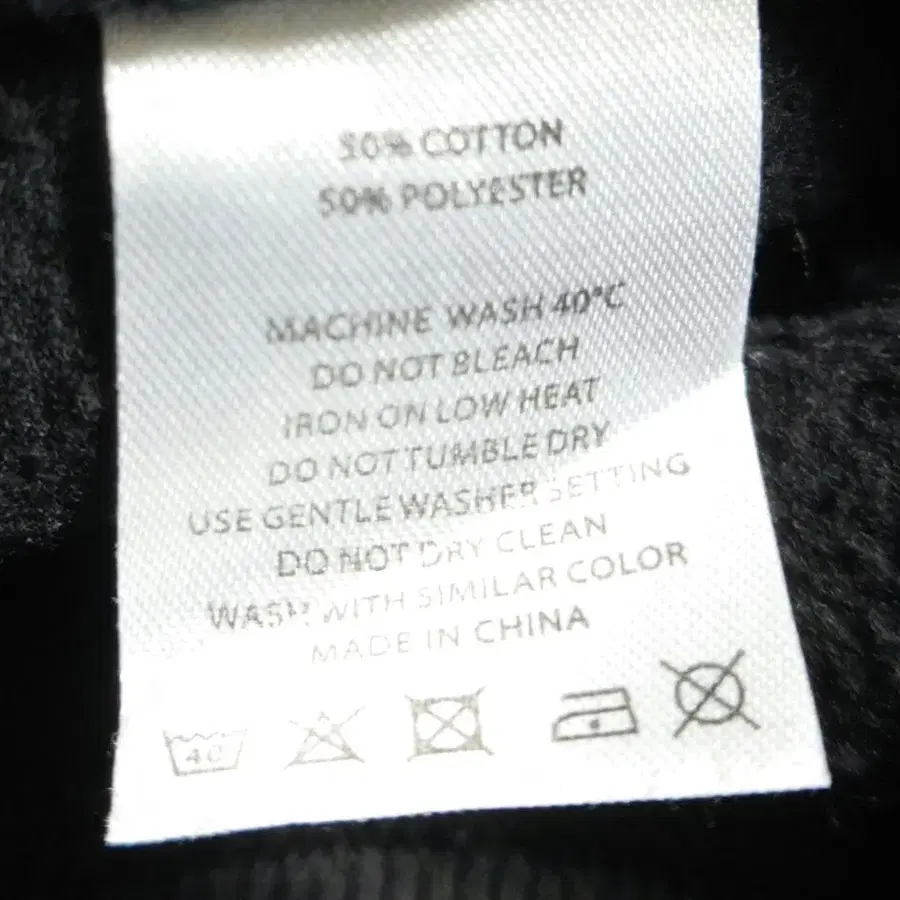 50% COTTON
50% POLYESTER
MACHINE WASH 40°C
DO NOT BLEACH
IRON ON LOW HEAT
DO NOT TUMBLE DRY
USE GENTLE WASHER SETTING
DO NOT DRY CLEAN
WASH WITH SIMILAR COLOR
MADE IN CHINA
40